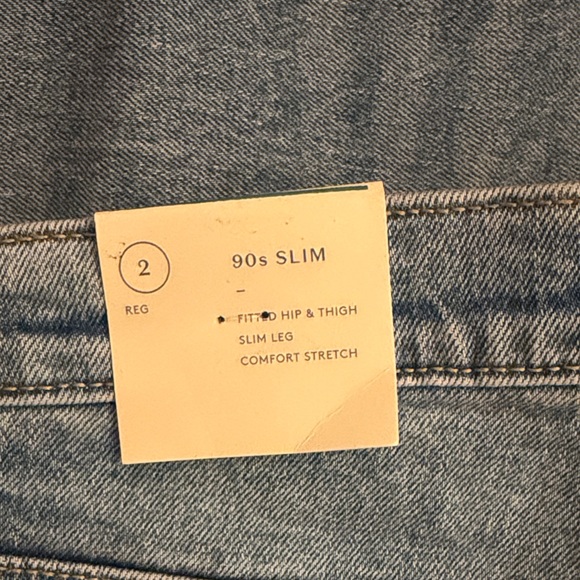 2
REG
90s SLIM
–
FITTED HIP & THIGH
SLIM LEG
COMFORT STRETCH